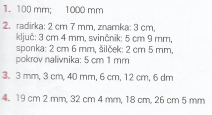 1. 100 mm; 1000 mm
2. radirka: 2 cm 7 mm, znamka: 3 cm,
ključ: 3 cm 4 mm, svinčnik: 5 cm 9 mm,
sponka: 2 cm 6 mm, šilček: 2 cm 5 mm,
pokrov nalivnika: 5 cm 1 mm
3. 3 mm, 3 cm, 40 mm, 6 cm, 12 cm, 6 dm
4. 19 cm 2 mm, 32 cm 4 mm, 18 cm, 26 cm 5 mm